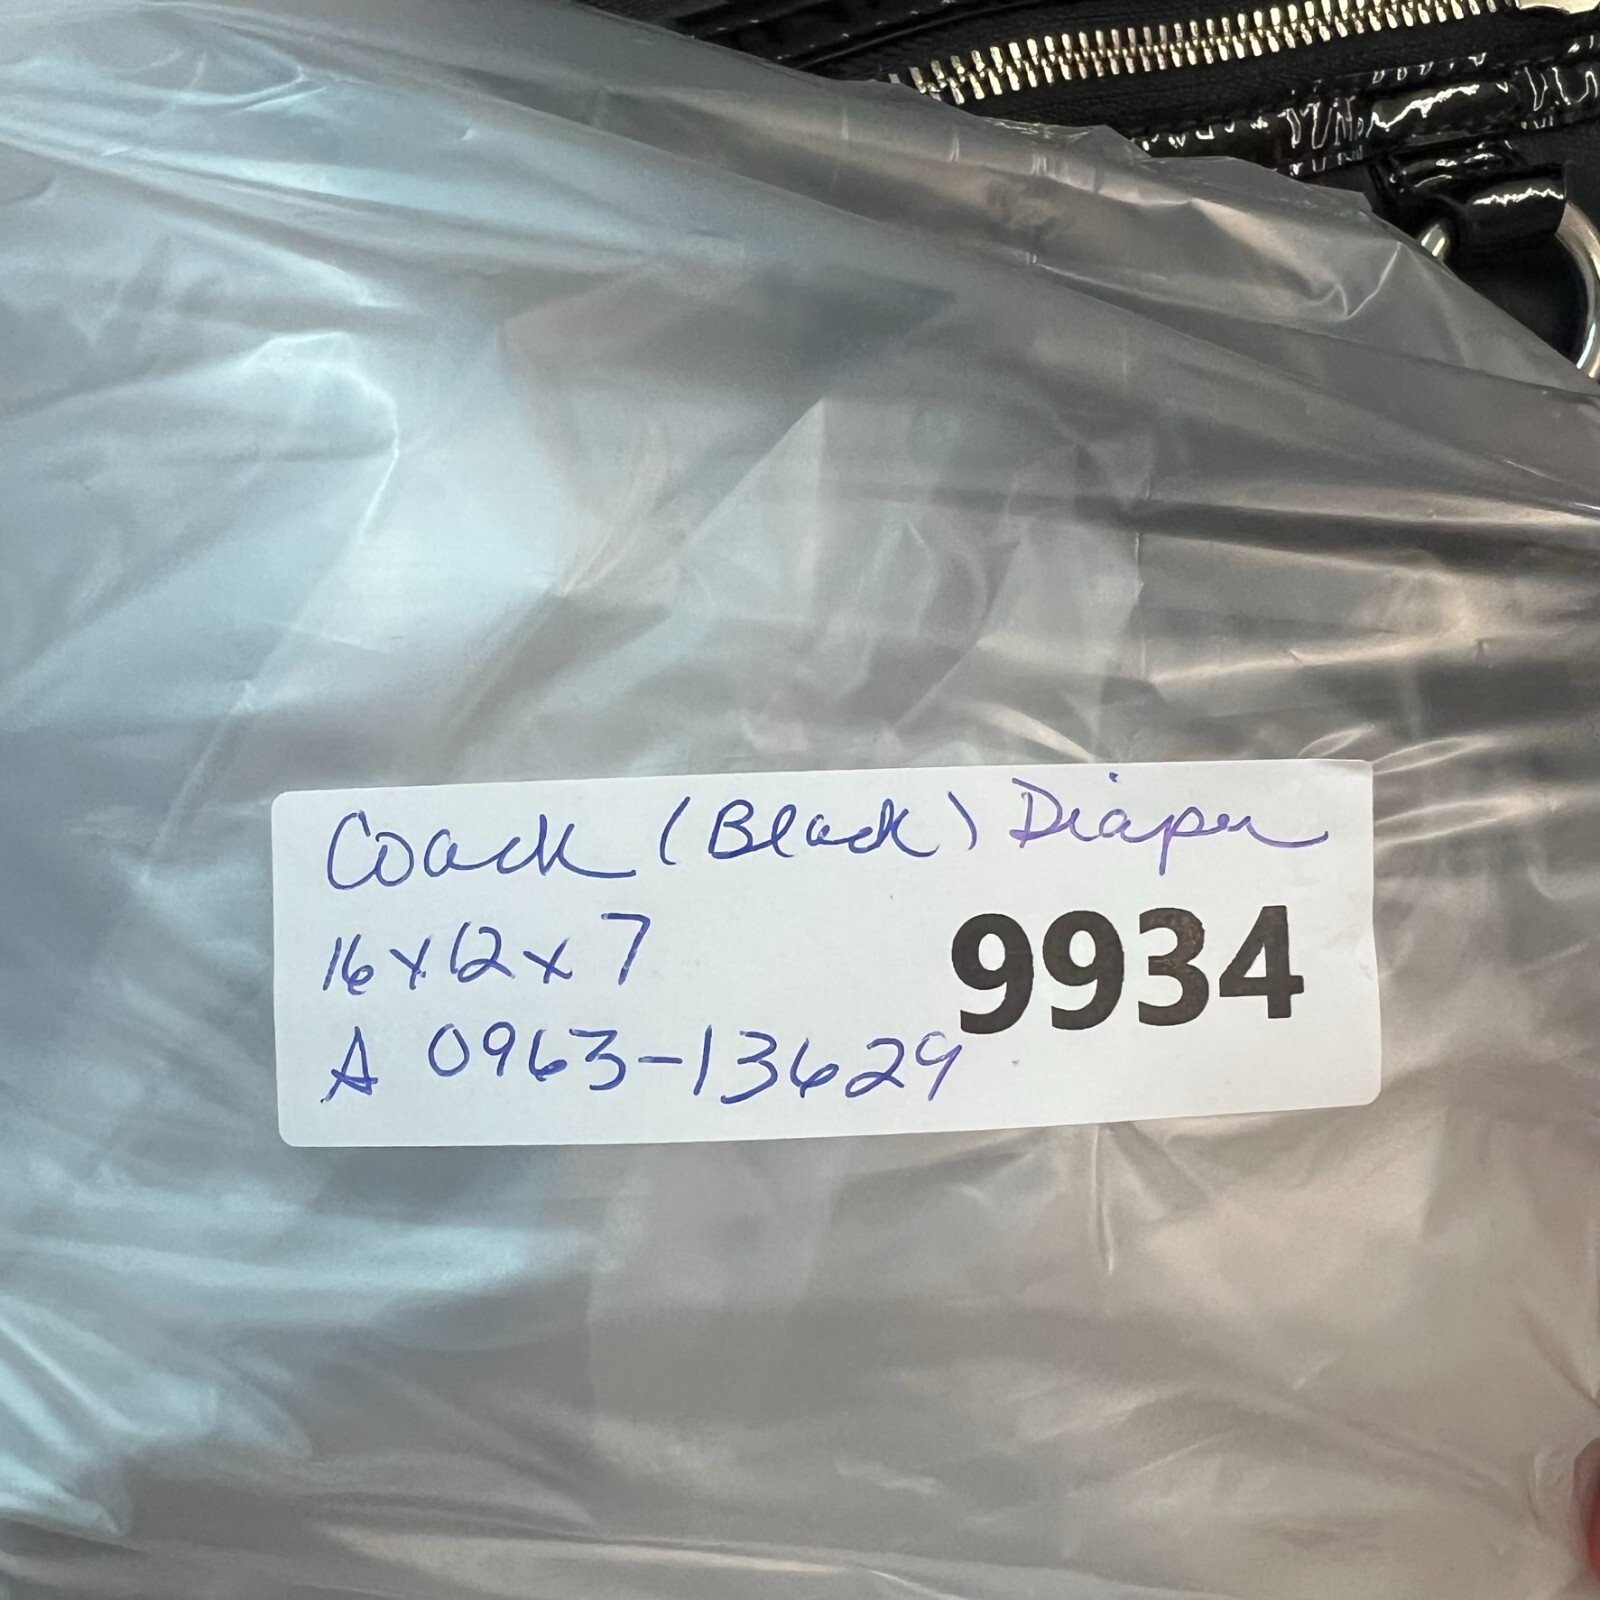 Coach (Black) Diaper
16x12x7
9934
A 0963-13629